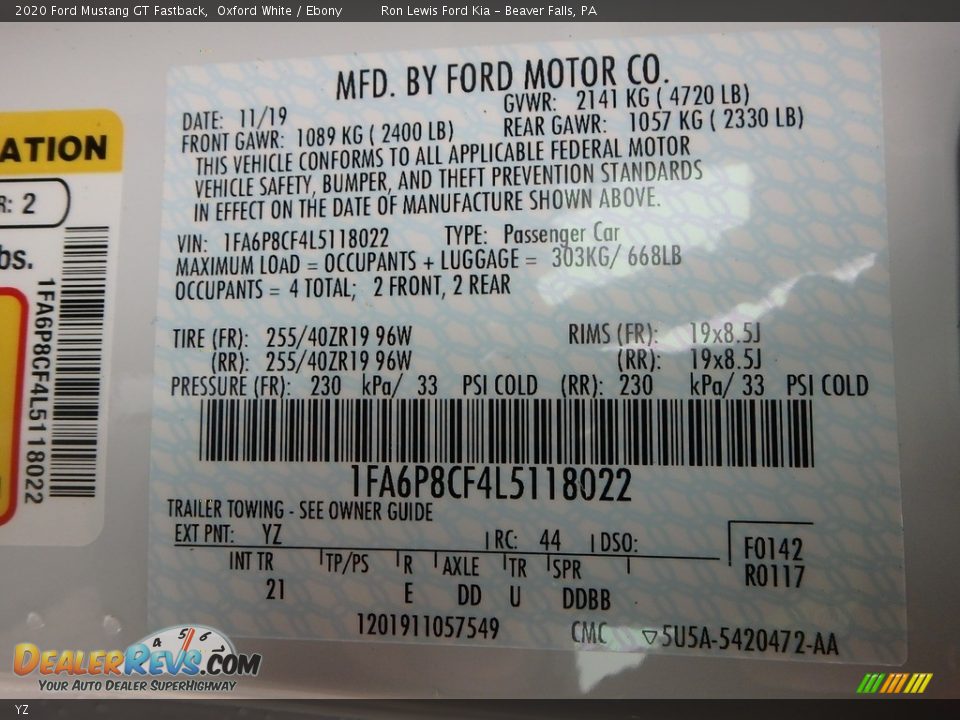 2020 Ford Mustang GT Fastback, Oxford White / Ebony Ron Lewis Ford Kia – Beaver Falls, PA
MFD. BY FORD MOTOR CO.
DATE: 11/19 GVWR: 2141 KG ( 4720 LB)
FRONT GAWR: 1089 KG ( 2400 LB) REAR GAWR: 1057 KG ( 2330 LB)
THIS VEHICLE CONFORMS TO ALL APPLICABLE FEDERAL MOTOR
VEHICLE SAFETY, BUMPER, AND THEFT PREVENTION STANDARDS
IN EFFECT ON THE DATE OF MANUFACTURE SHOWN ABOVE.
VIN: 1FA6P8CF4L5118022 TYPE: Passenger Car
MAXIMUM LOAD = OCCUPANTS + LUGGAGE = 303KG/ 668LB
OCCUPANTS = 4 TOTAL; 2 FRONT, 2 REAR
TIRE (FR): 255/40ZR19 96W RIMS (FR): 19x8.5J
(RR): 255/40ZR19 96W (RR): 19x8.5J
PRESSURE (FR): 230 kPa/ 33 PSI COLD (RR): 230 kPa/ 33 PSI COLD
1FA6P8CF4L5118022
TRAILER TOWING - SEE OWNER GUIDE
EXT PNT: YZ RC: 44 DSO:
F0142
R0117
INT TR TP/PS R AXLE TR SPR
21 E DD U DDBB
1201911057549 CMC ▽5U5A-5420472-AA
ATION
R: 2
bs.
1FA6P8CF4L5118022
4 5 6
DEALERREVS.COM
YOUR AUTO DEALER SUPERHIGHWAY
YZ